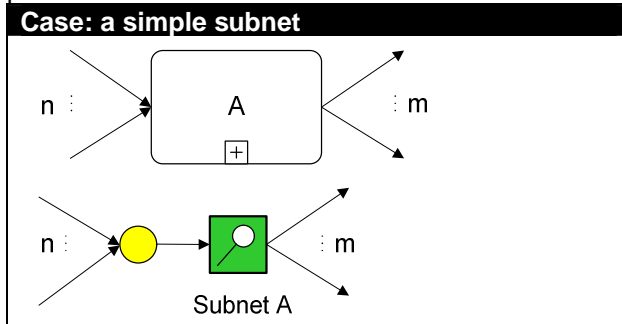 Case: a simple subnet
n ⋮ A ⋮ m
+
n ⋮ ⋮ m
Subnet A